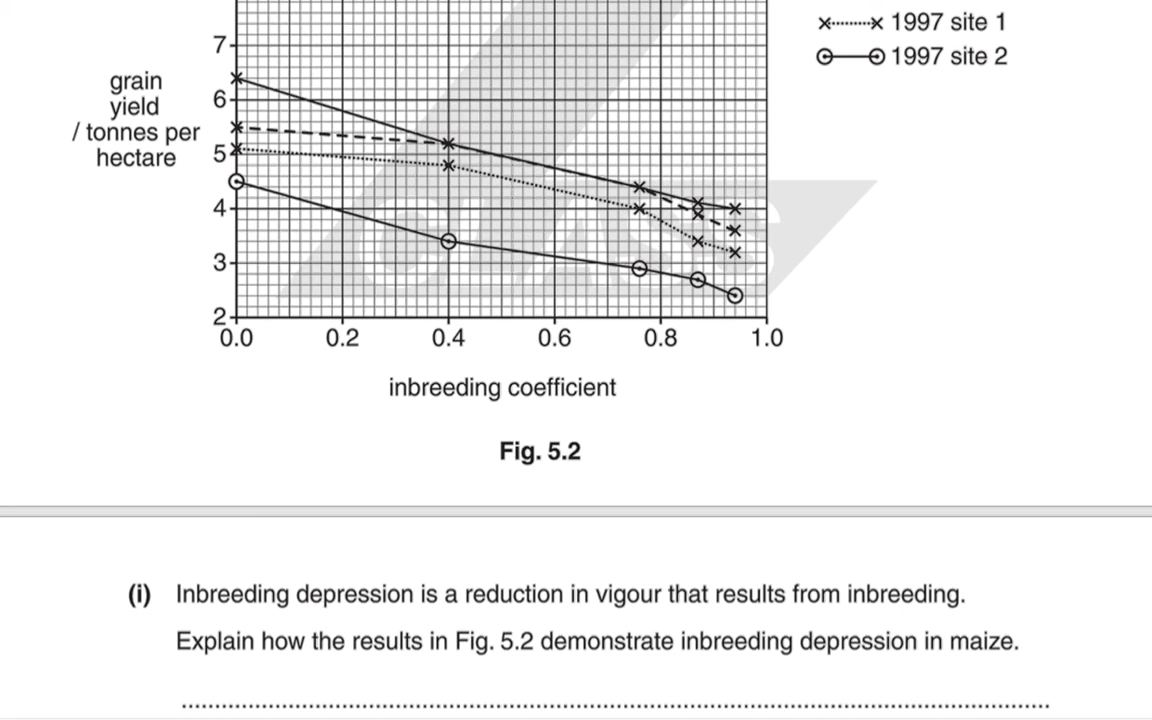 ×⋯⋯× 1997 site 1
⊙—⊙ 1997 site 2
grain
yield
/ tonnes per
hectare
7
6
5
4
3
2
0.0 0.2 0.4 0.6 0.8 1.0
inbreeding coefficient
Fig. 5.2
(i) Inbreeding depression is a reduction in vigour that results from inbreeding.
Explain how the results in Fig. 5.2 demonstrate inbreeding depression in maize.